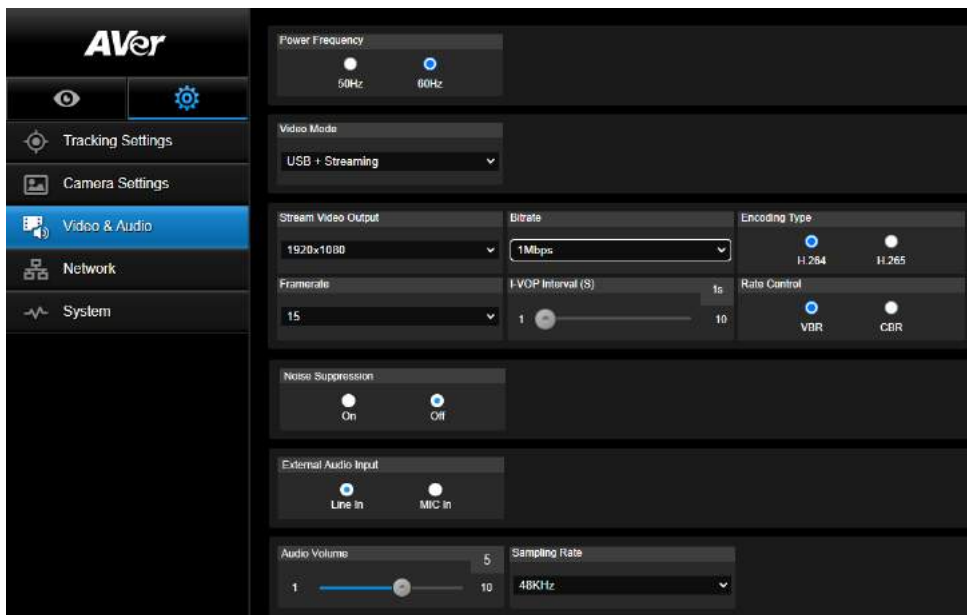 AVer
Tracking Settings
Camera Settings
Video & Audio
Network
System
Power Frequency
50Hz 60Hz
Video Mode
USB + Streaming
Stream Video Output Bitrate Encoding Type
1920x1080 1Mbps H.264 H.265
Framerate I-VOP Interval (S) 1s Rate Control
15 1 10 VBR CBR
Noise Suppression
On Off
External Audio Input
Line In MIC in
Audio Volume 5 Sampling Rate
1 10 48KHz